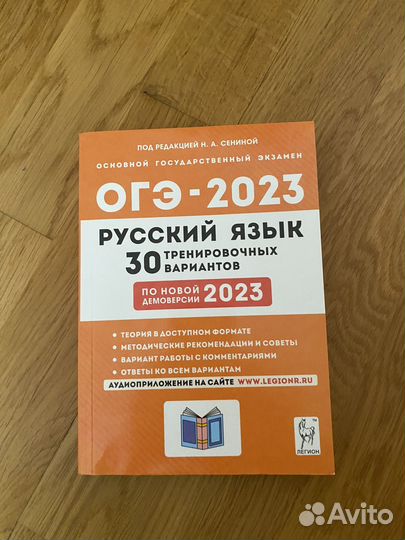 ПОД РЕДАКЦИЕЙ Н. А. СЕНИНОЙ
ОСНОВНОЙ ГОСУДАРСТВЕННЫЙ ЭКЗАМЕН
ОГЭ - 2023
РУССКИЙ ЯЗЫК
30 ТРЕНИРОВОЧНЫХ
ВАРИАНТОВ
ПО НОВОЙ
ДЕМОВЕРСИИ 2023
• ТЕОРИЯ В ДОСТУПНОМ ФОРМАТЕ
• МЕТОДИЧЕСКИЕ РЕКОМЕНДАЦИИ И СОВЕТЫ
• ВАРИАНТ РАБОТЫ С КОММЕНТАРИЯМИ
• ОТВЕТЫ КО ВСЕМ ВАРИАНТАМ
АУДИОПРИЛОЖЕНИЕ НА САЙТЕ WWW.LEGIONR.RU
TM
ЛЕГИОН
Avito